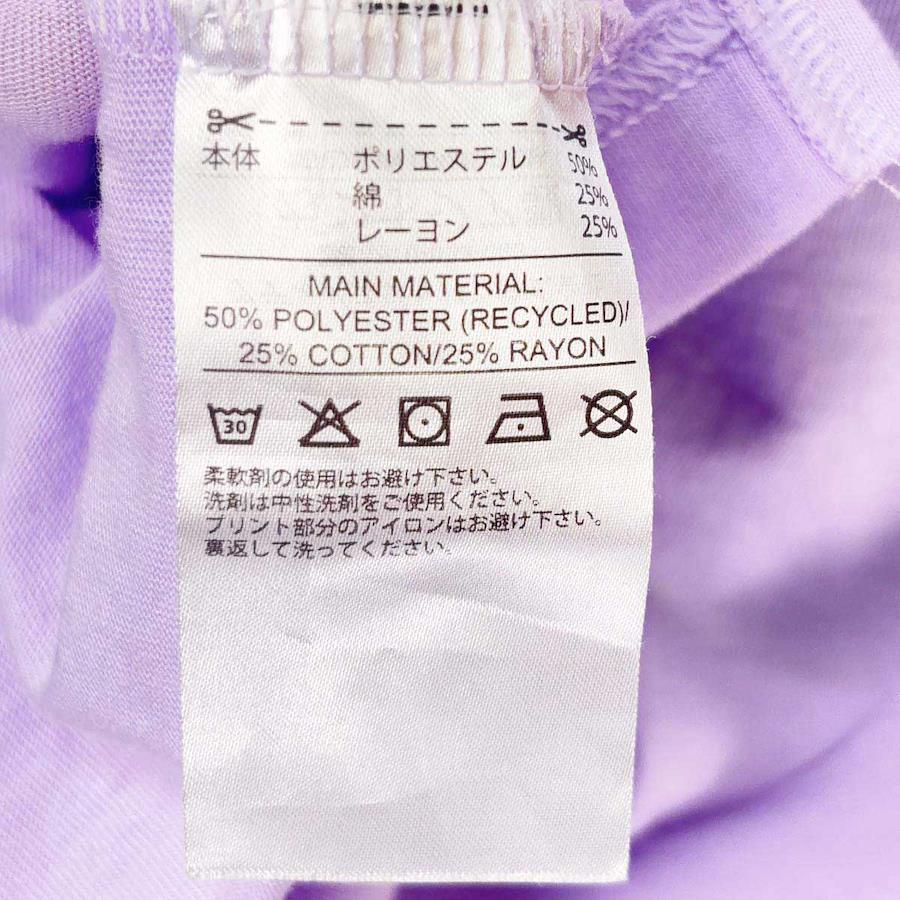 本体 ポリエステル 50%
綿 25%
レーヨン 25%
MAIN MATERIAL:
50% POLYESTER (RECYCLED)/
25% COTTON/25% RAYON
30
柔軟剤の使用はお避け下さい。
洗剤は中性洗剤をご使用ください。
プリント部分のアイロンはお避け下さい。
裏返して洗ってください。